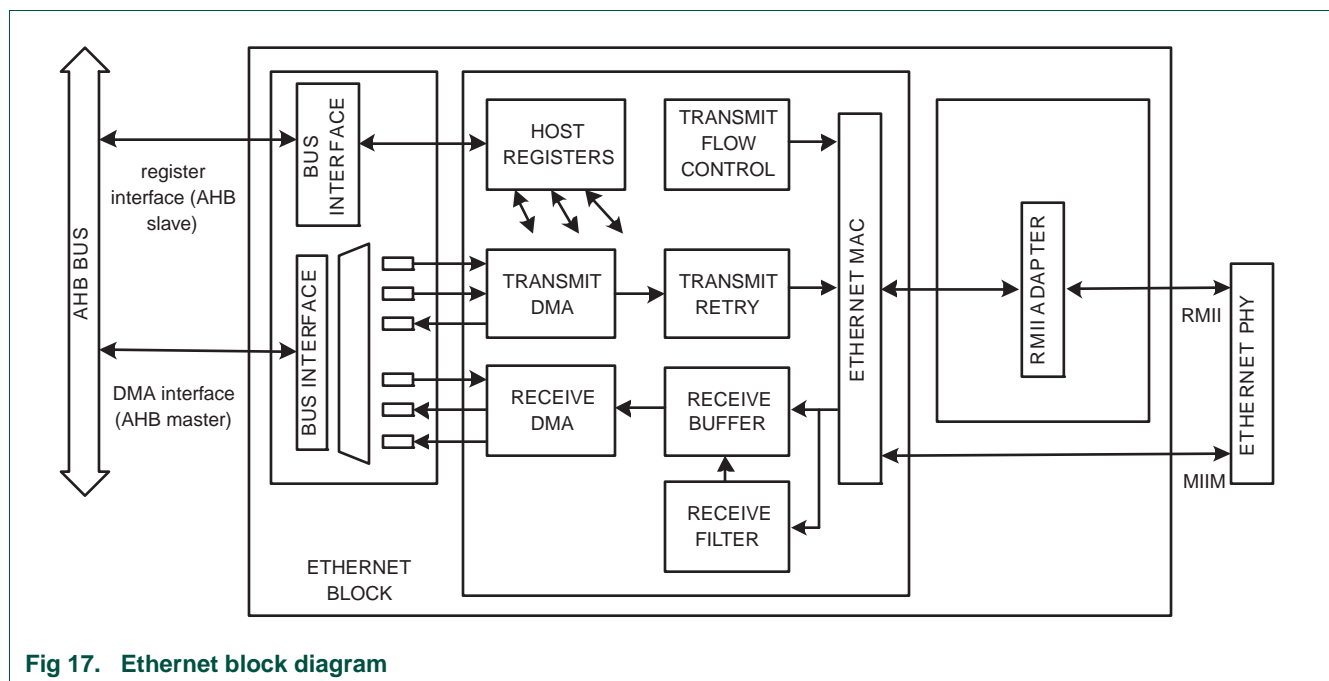 AHB BUS
register
interface (AHB
slave)
DMA interface
(AHB master)
BUS
INTERFACE
BUS INTERFACE
ETHERNET
BLOCK
HOST
REGISTERS
TRANSMIT
FLOW
CONTROL
TRANSMIT
DMA
TRANSMIT
RETRY
RECEIVE
DMA
RECEIVE
BUFFER
RECEIVE
FILTER
ETHERNET MAC
RMII ADAPTER
RMII
MIIM
ETHERNET PHY
Fig 17. Ethernet block diagram